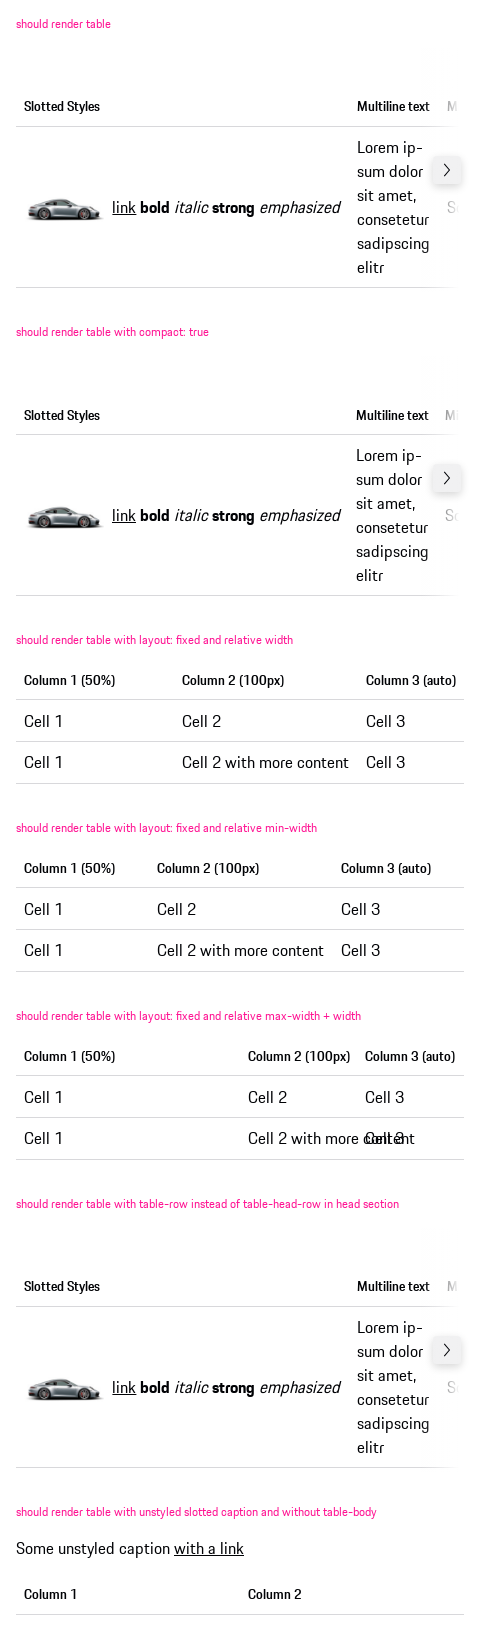 should render table
Slotted Styles Multiline text M
link bold italic strong emphasized
Lorem ip-
sum dolor
sit amet,
consetetur
sadipscing
elitr
should render table with compact: true
Slotted Styles Multiline text
link bold italic strong emphasized
Lorem ip-
sum dolor
sit amet,
consetetur
sadipscing
elitr
should render table with layout: fixed and relative width
Column 1 (50%) Column 2 (100px) Column 3 (auto)
Cell 1 Cell 2 Cell 3
Cell 1 Cell 2 with more content Cell 3
should render table with layout: fixed and relative min-width
Column 1 (50%) Column 2 (100px) Column 3 (auto)
Cell 1 Cell 2 Cell 3
Cell 1 Cell 2 with more content Cell 3
should render table with layout: fixed and relative max-width + width
Column 1 (50%) Column 2 (100px) Column 3 (auto)
Cell 1 Cell 2 Cell 3
Cell 1 Cell 2 with more content Cell 3
should render table with table-row instead of table-head-row in head section
Slotted Styles Multiline text M
link bold italic strong emphasized
Lorem ip-
sum dolor
sit amet,
consetetur
sadipscing
elitr
should render table with unstyled slotted caption and without table-body
Some unstyled caption with a link
Column 1 Column 2